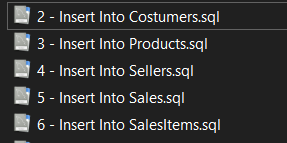 2 - Insert Into Costumers.sql
3 - Insert Into Products.sql
4 - Insert Into Sellers.sql
5 - Insert Into Sales.sql
6 - Insert Into SalesItems.sql